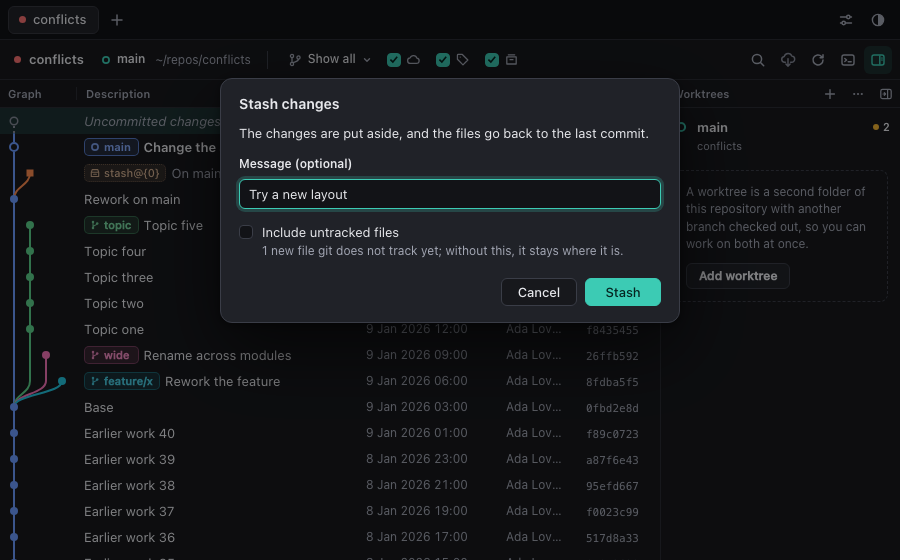 conflicts
conflicts main ~/repos/conflicts Show all
Graph Description Worktrees
Uncommitted changes
main Change the
stash@{0} On main
Rework on main
topic Topic five
Topic four
Topic three
Topic two
Topic one 9 Jan 2026 12:00 Ada Lov… f8435455
wide Rename across modules 9 Jan 2026 09:00 Ada Lov… 26ffb592
feature/x Rework the feature 9 Jan 2026 06:00 Ada Lov… 8fdba5f5
Base 9 Jan 2026 03:00 Ada Lov… 0fbd2e8d
Earlier work 40 9 Jan 2026 01:00 Ada Lov… f89c0723
Earlier work 39 8 Jan 2026 23:00 Ada Lov… a87f6e43
Earlier work 38 8 Jan 2026 21:00 Ada Lov… 95efd667
Earlier work 37 8 Jan 2026 19:00 Ada Lov… f0023c99
Earlier work 36 8 Jan 2026 17:00 Ada Lov… 517d8a33
Stash changes
The changes are put aside, and the files go back to the last commit.
Message (optional)
Try a new layout
Include untracked files
1 new file git does not track yet; without this, it stays where it is.
Cancel Stash
main 2
conflicts
A worktree is a second folder of
this repository with another
branch checked out, so you can
work on both at once.
Add worktree